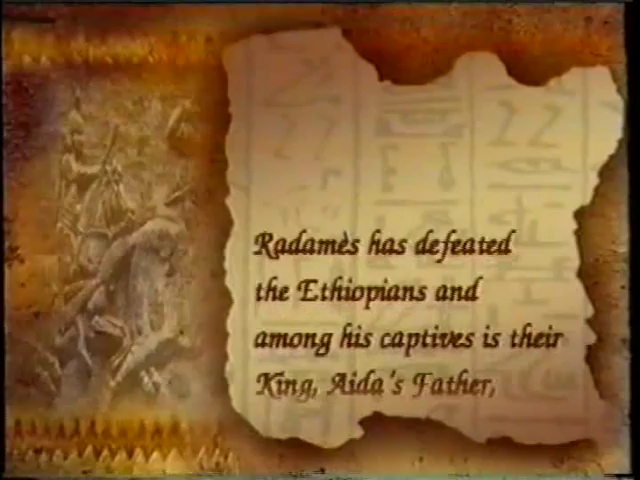 Radamès has defeated
the Ethiopians and
among his captives is their
King, Aida's Father,